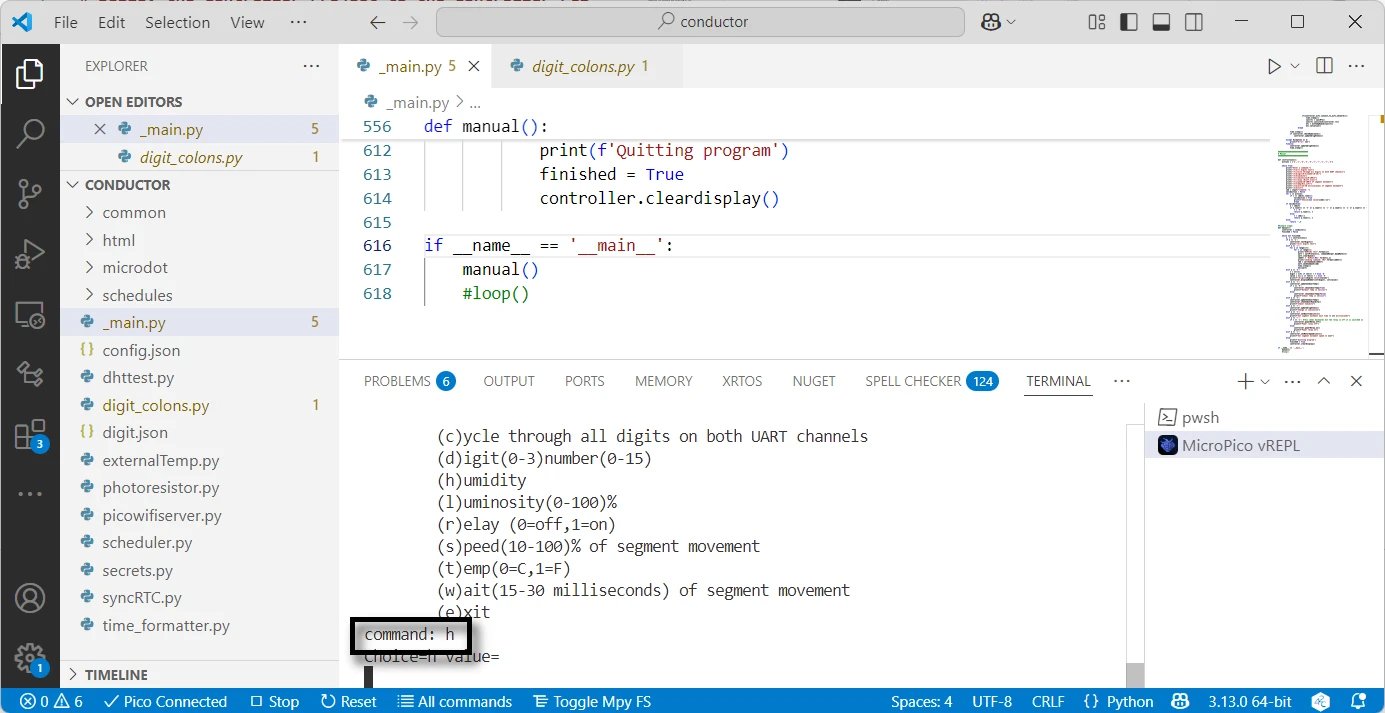 File Edit Selection View ··· conductor
EXPLORER ···
OPEN EDITORS
_main.py 5
digit_colons.py 1
CONDUCTOR
common
html
microdot
schedules
_main.py 5
{} config.json
dhttest.py
digit_colons.py 1
{} digit.json
externalTemp.py
photoresistor.py
picowifiserver.py
scheduler.py
secrets.py
syncRTC.py
time_formatter.py
TIMELINE
3
1
_main.py 5
digit_colons.py 1
_main.py > ...
556 def manual():
612 print(f'Quitting program')
613 finished = True
614 controller.cleardisplay()
615
616 if __name__ == '__main__':
617 manual()
618 #loop()
PROBLEMS 6 OUTPUT PORTS MEMORY XRTOS NUGET SPELL CHECKER 124 TERMINAL ···
(c)ycle through all digits on both UART channels
(d)igit(0-3)number(0-15)
(h)umidity
(l)uminosity(0-100)%
(r)elay (0=off,1=on)
(s)peed(10-100)% of segment movement
(t)emp(0=C,1=F)
(w)ait(15-30 milliseconds) of segment movement
(e)xit
command: h
choice=h value=
pwsh
MicroPico vREPL
0 6 Pico Connected Stop Reset All commands Toggle Mpy FS Spaces: 4 UTF-8 CRLF {} Python 3.13.0 64-bit